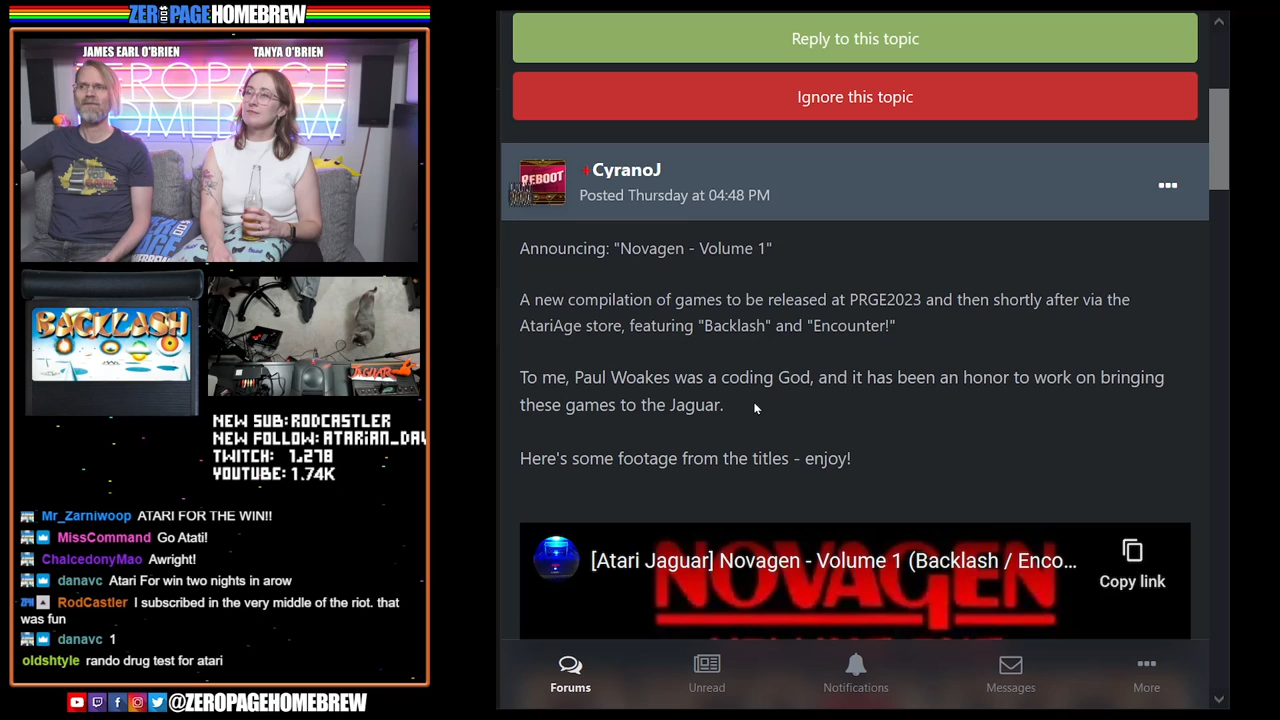 ZEROPAGE HOMEBREW
JAMES EARL O'BRIEN
TANYA O'BRIEN
ZEROPAGE
HOMEBREW
BACKLASH
JAGUAR
NEW SUB:RODCASTLER
NEW FOLLOW:ATARIAN_DAV
TWITCH: 1,278
YOUTUBE: 1.74K
Mr_Zarniwoop ATARI FOR THE WIN!!
MissCommand Go Atati!
ChalcedonyMao Awright!
danavc Atari For win two nights in arow
RodCastler I subscribed in the very middle of the riot. that
was fun
danavc 1
oldshtyle rando drug test for atari
@ZEROPAGEHOMEBREW
Reply to this topic
Ignore this topic
REBOOT
+CyranoJ
Posted Thursday at 04:48 PM
Announcing: "Novagen - Volume 1"
A new compilation of games to be released at PRGE2023 and then shortly after via the
AtariAge store, featuring "Backlash" and "Encounter!"
To me, Paul Woakes was a coding God, and it has been an honor to work on bringing
these games to the Jaguar.
Here's some footage from the titles - enjoy!
[Atari Jaguar] Novagen - Volume 1 (Backlash / Enco...
Copy link
NOVAGEN
Forums
Unread
Notifications
Messages
More